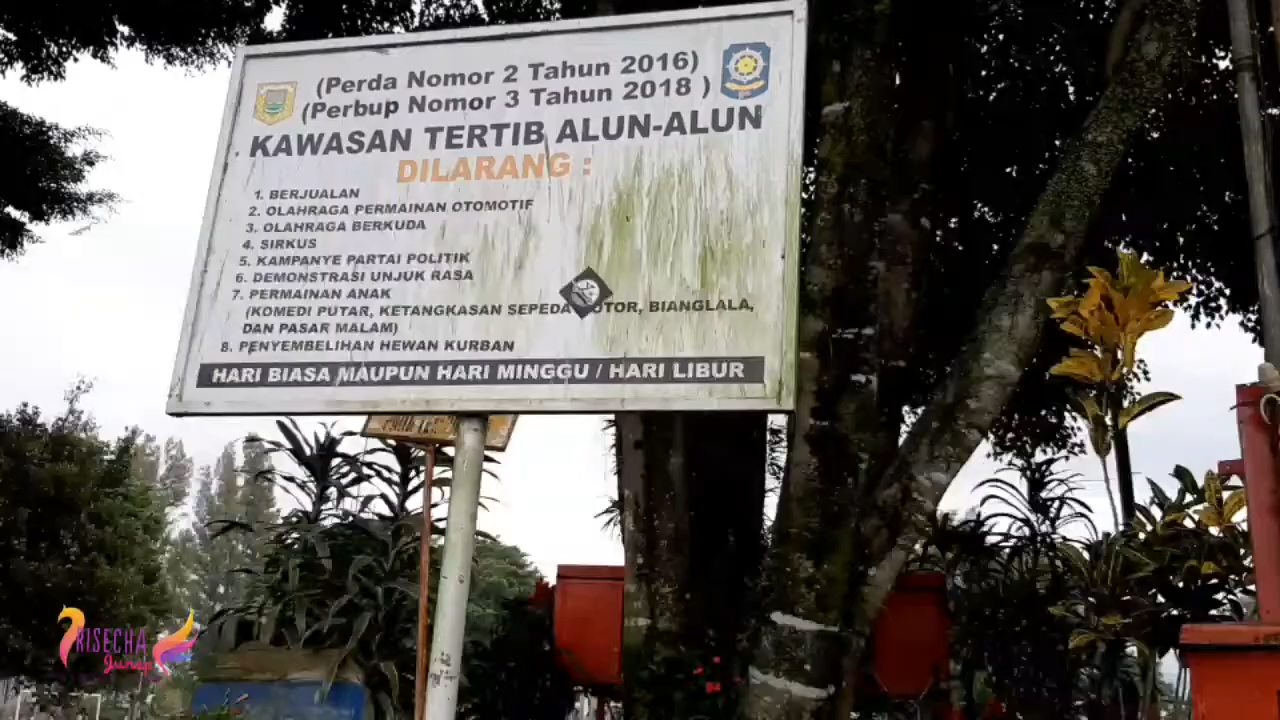 (Perda Nomor 2 Tahun 2016)
(Perbup Nomor 3 Tahun 2018 )
KAWASAN TERTIB ALUN-ALUN
DILARANG :
1. BERJUALAN
2. OLAHRAGA PERMAINAN OTOMOTIF
3. OLAHRAGA BERKUDA
4. SIRKUS
5. KAMPANYE PARTAI POLITIK
6. DEMONSTRASI UNJUK RASA
7. PERMAINAN ANAK
(KOMEDI PUTAR, KETANGKASAN SEPEDA OTOR, BIANGLALA,
DAN PASAR MALAM)
8. PENYEMBELIHAN HEWAN KURBAN
HARI BIASA MAUPUN HARI MINGGU / HARI LIBUR
RISECHA